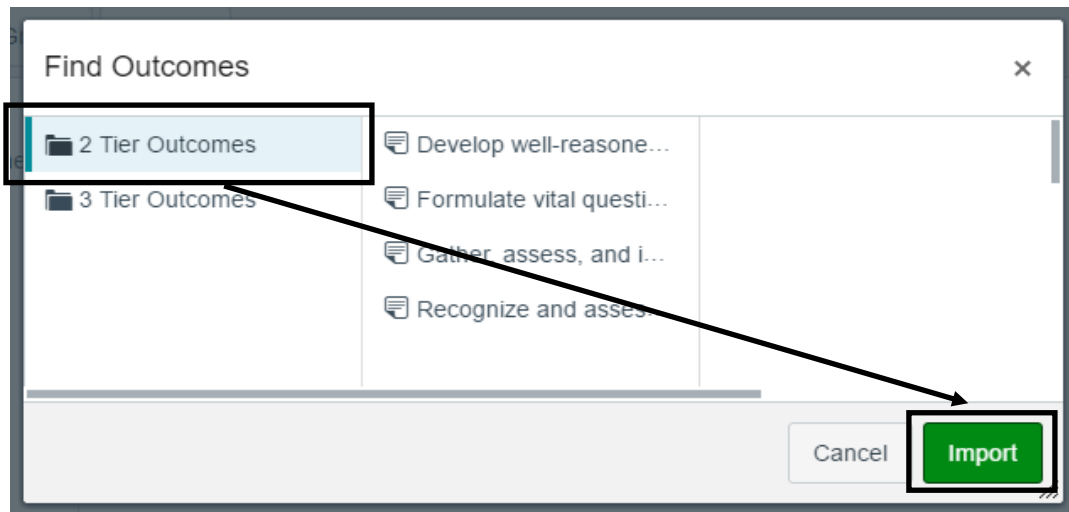 Find Outcomes
×
2 Tier Outcomes
3 Tier Outcomes
Develop well-reasone...
Formulate vital questi...
Gather, assess, and i...
Recognize and asses...
Cancel
Import